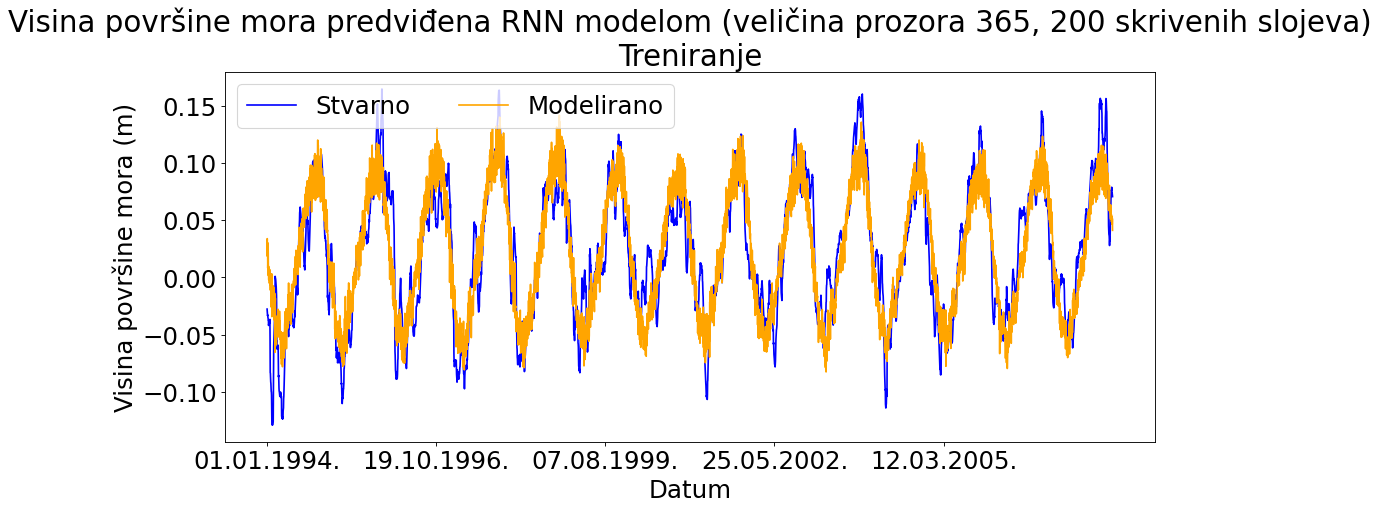 Visina površine mora predviđena RNN modelom (veličina prozora 365, 200 skrivenih slojeva)
Treniranje
Stvarno
Modelirano
Visina površine mora (m)
0.15
0.10
0.05
0.00
−0.05
−0.10
01.01.1994.
19.10.1996.
07.08.1999.
25.05.2002.
12.03.2005.
Datum